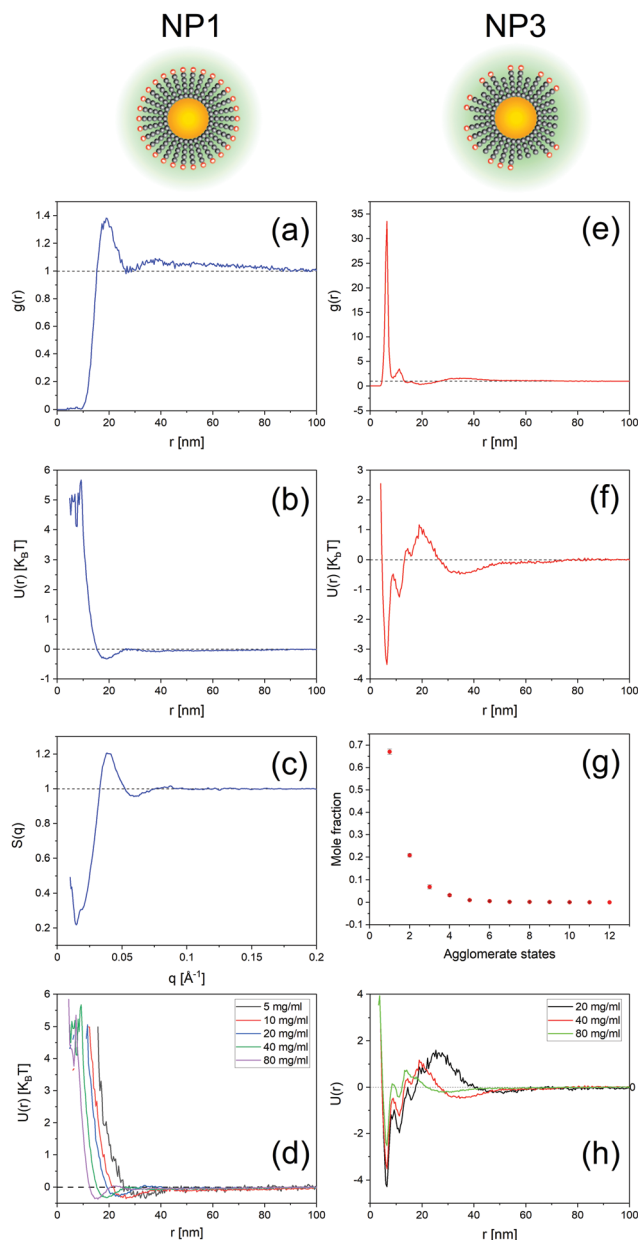 NP1
NP3
(a)
g(r)
1.4
1.2
1
0.8
0.6
0.4
0.2
0
0 20 40 60 80 100
r [nm]
(e)
g(r)
35
30
25
20
15
10
5
0
-5
0 20 40 60 80 100
r [nm]
(b)
U(r) [K_BT]
6
5
4
3
2
1
0
-1
0 20 40 60 80 100
r [nm]
(f)
U(r) [K_bT]
3
2
1
0
-1
-2
-3
-4
0 20 40 60 80 100
r [nm]
(c)
S(q)
1.2
1
0.8
0.6
0.4
0.2
0 0.05 0.1 0.15 0.2
q [Å⁻¹]
(g)
Mole fraction
0.7
0.6
0.5
0.4
0.3
0.2
0.1
0
-0.1
0 2 4 6 8 10 12
Agglomerate states
(d)
U(r) [K_BT]
6
5
4
3
2
1
0
0 20 40 60 80 100
r [nm]
5 mg/ml
10 mg/ml
20 mg/ml
40 mg/ml
80 mg/ml
(h)
U(r)
4
2
0
-2
-4
0
0 20 40 60 80 100
r [nm]
20 mg/ml
40 mg/ml
80 mg/ml